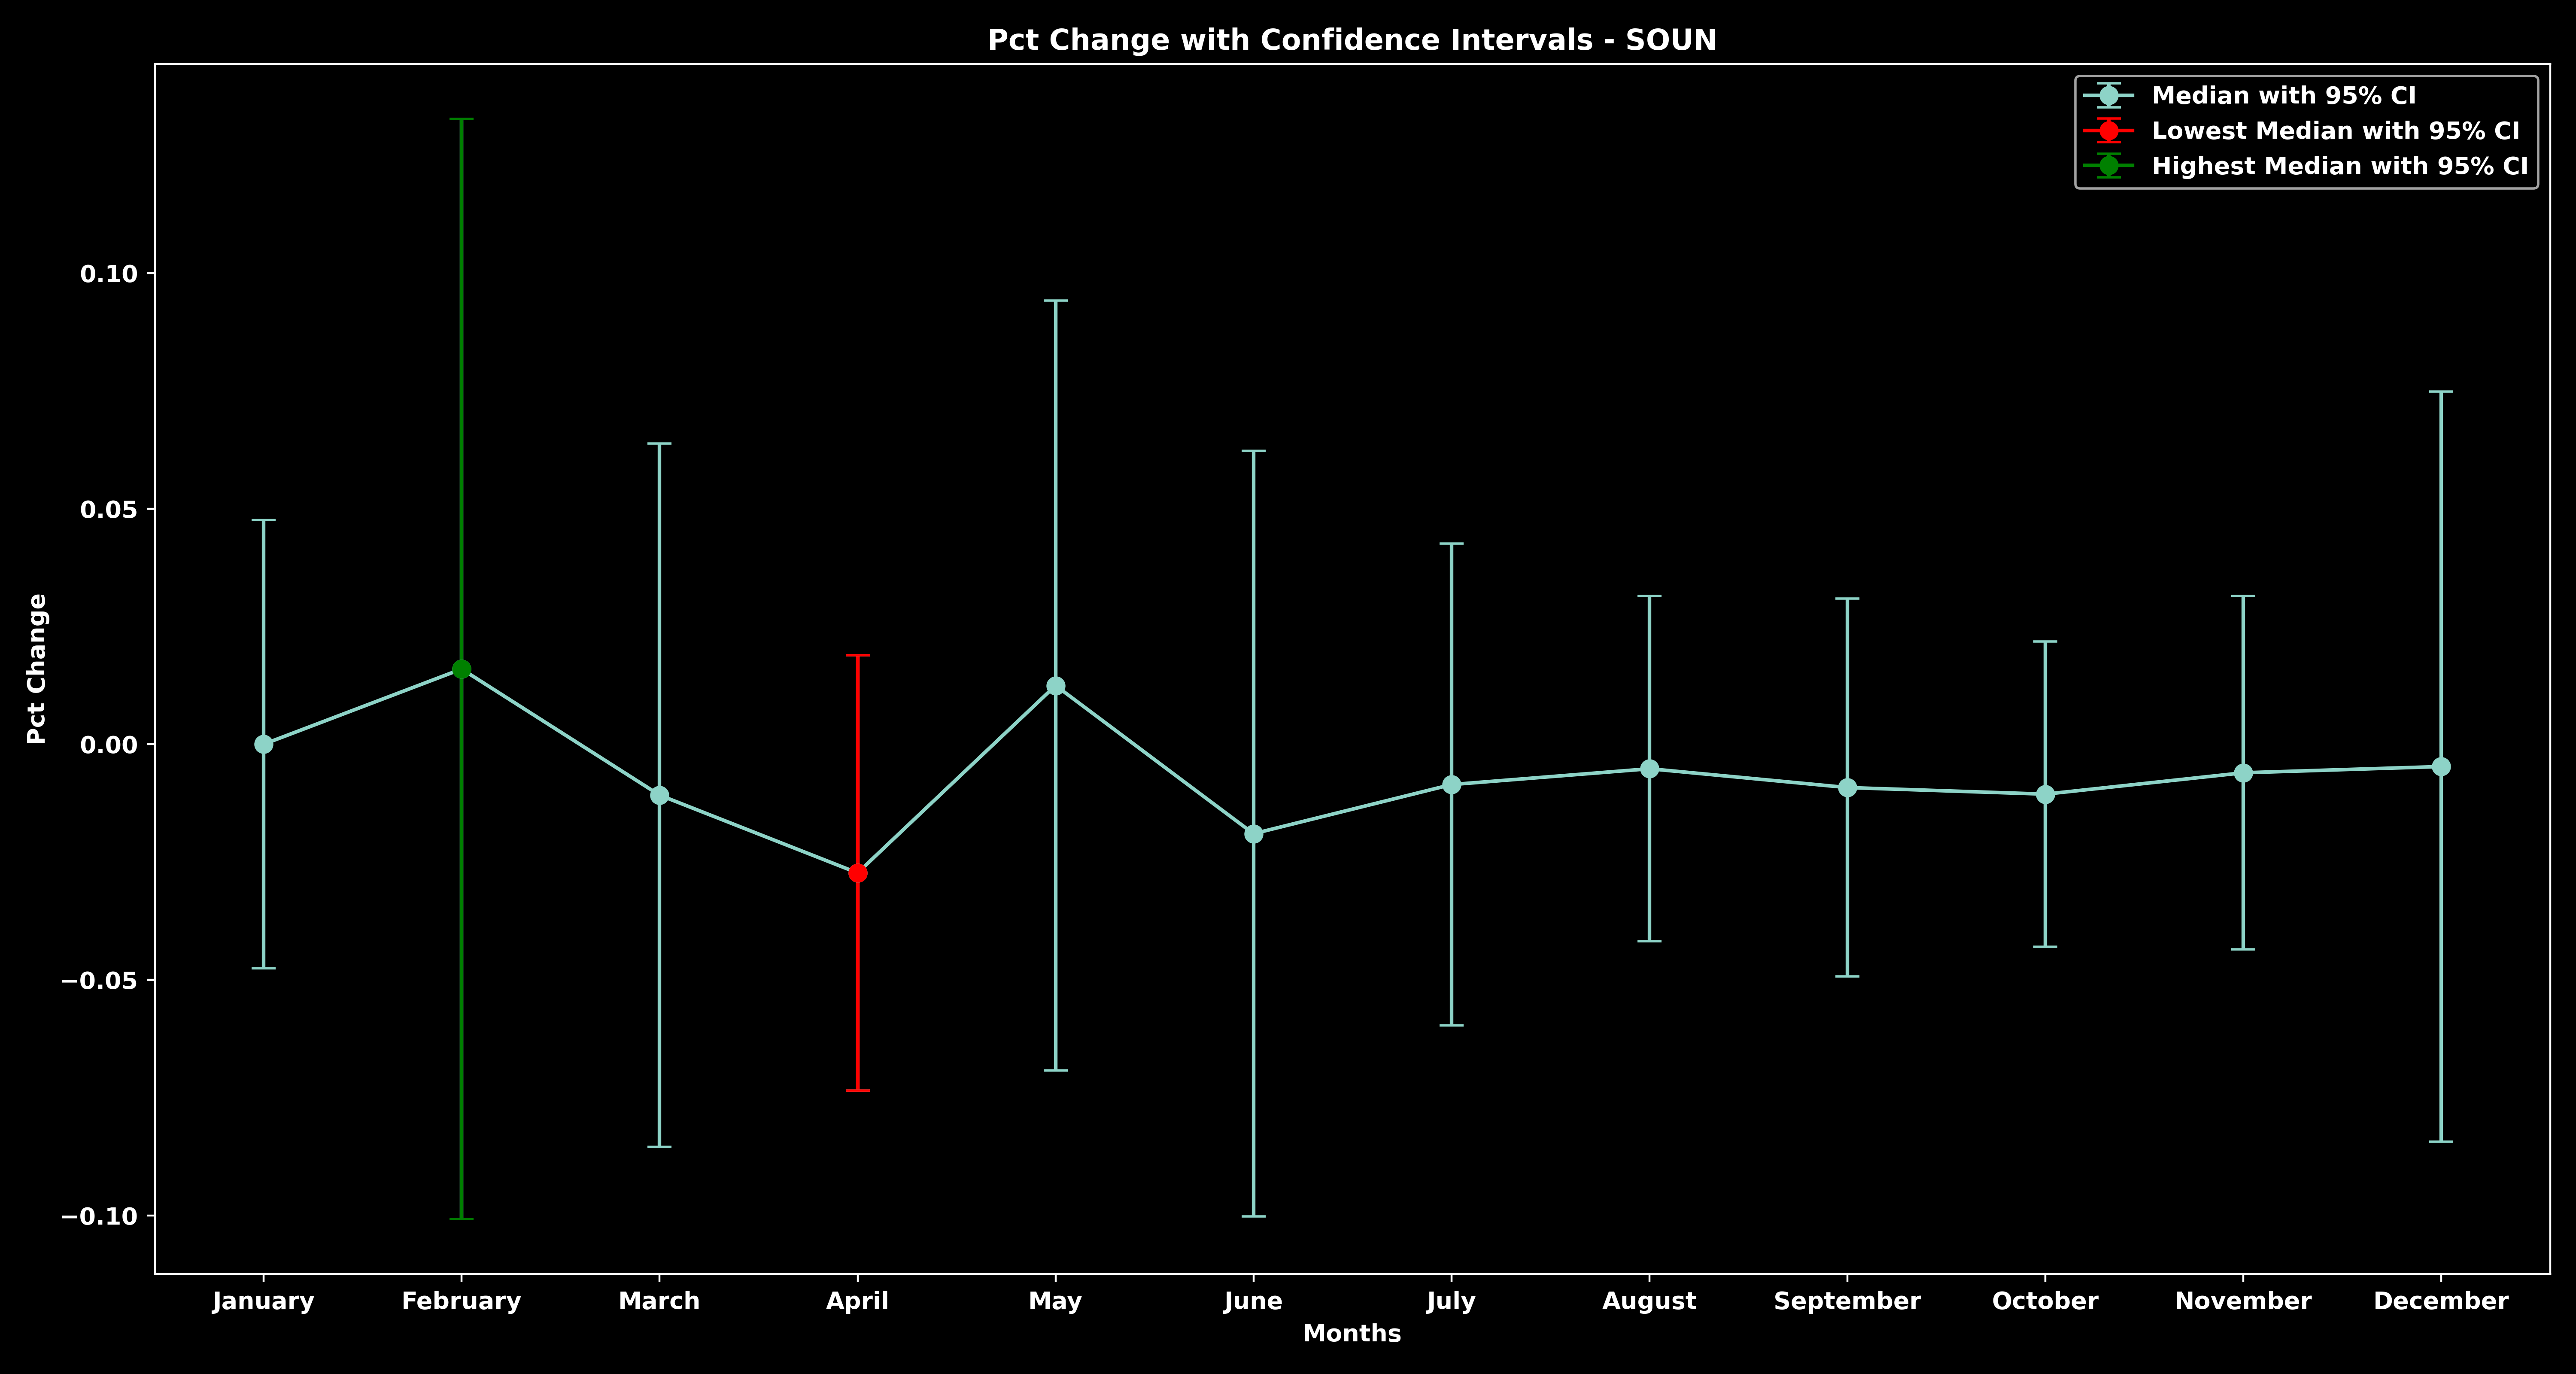 Pct Change with Confidence Intervals - SOUN
Median with 95% CI
Lowest Median with 95% CI
Highest Median with 95% CI
Pct Change
0.10
0.05
0.00
−0.05
−0.10
January February March April May June July August September October November December
Months